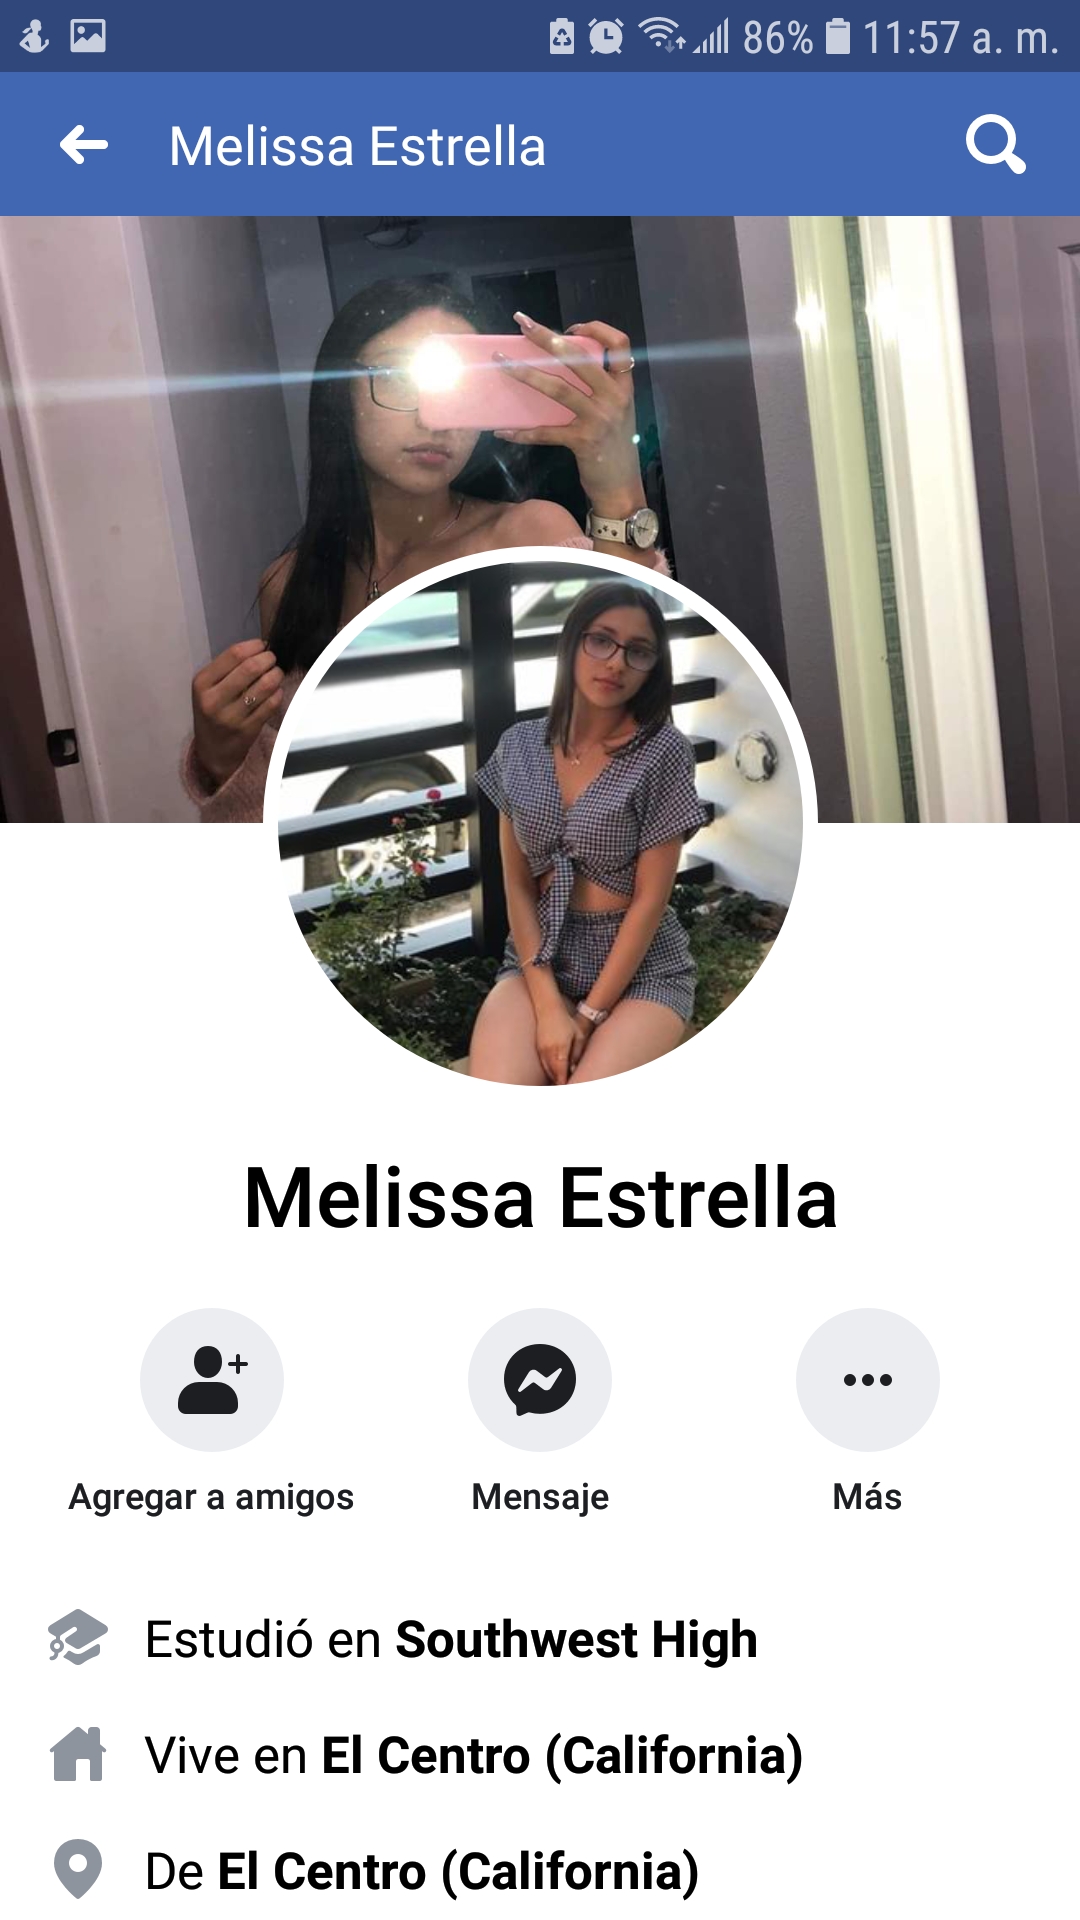 86% 11:57 a. m.
Melissa Estrella
Melissa Estrella
Agregar a amigos
Mensaje
Más
Estudió en Southwest High
Vive en El Centro (California)
De El Centro (California)